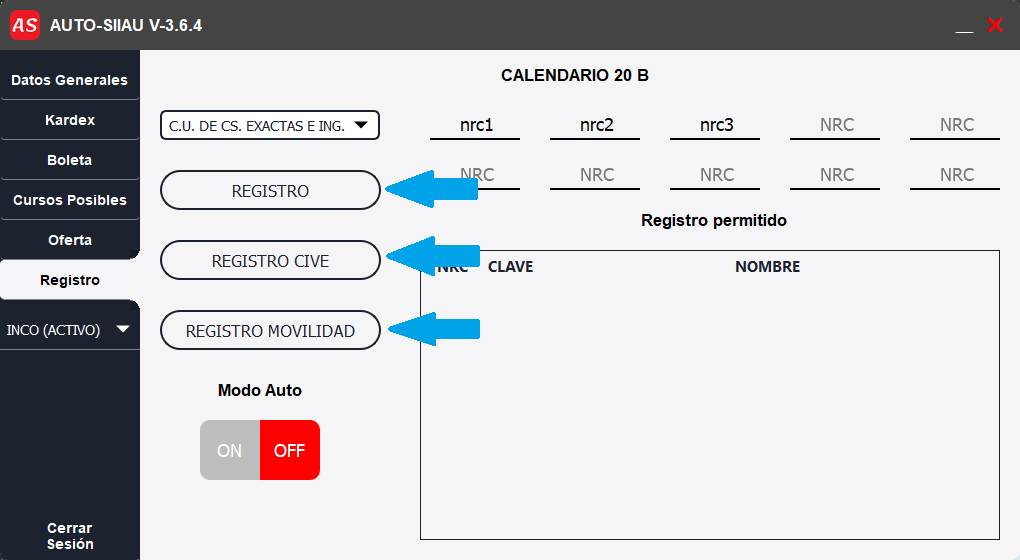 AS AUTO-SIIAU V-3.6.4
Datos Generales
Kardex
Boleta
Cursos Posibles
Oferta
Registro
INCO (ACTIVO)
Cerrar
Sesión
CALENDARIO 20 B
C.U. DE CS. EXACTAS E ING.
nrc1 nrc2 nrc3 NRC NRC
NRC NRC NRC NRC NRC
REGISTRO
REGISTRO CIVE
REGISTRO MOVILIDAD
Modo Auto
ON OFF
Registro permitido
NRC CLAVE NOMBRE